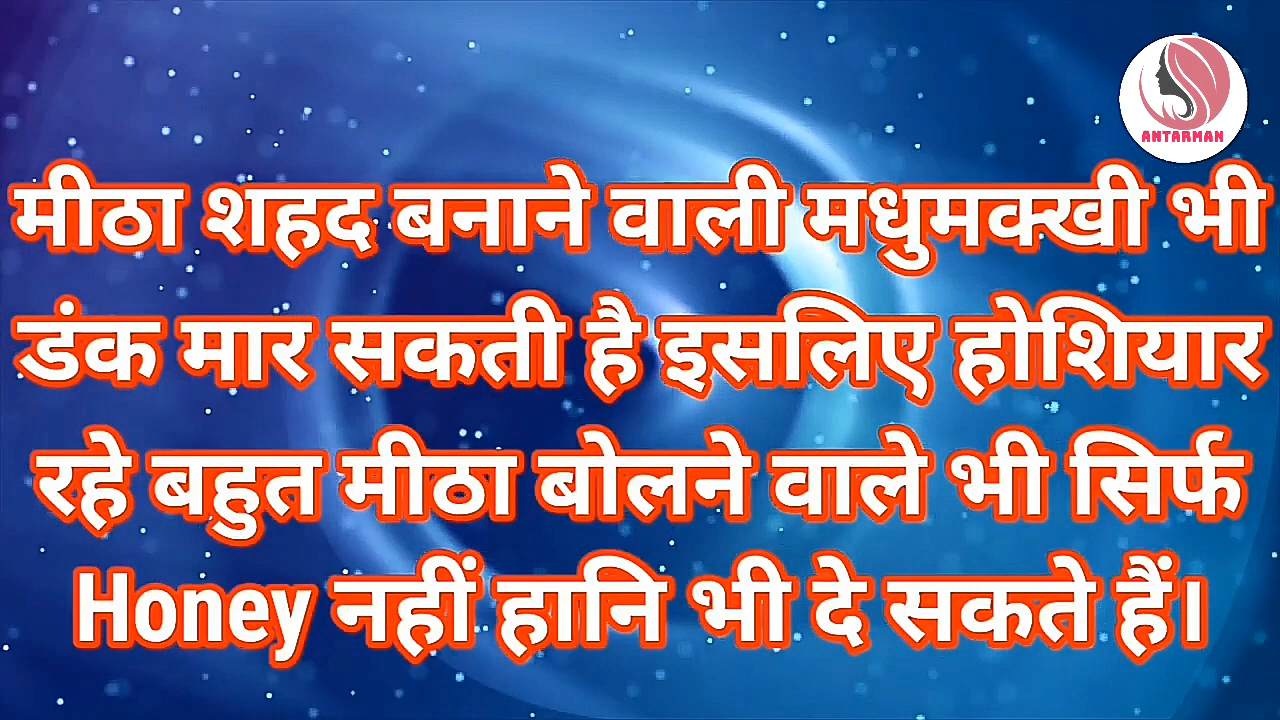 ANTARMAN
मीठा शहद बनाने वाली मधुमक्खी भी
डंक मार सकती है इसलिए होशियार
रहे बहुत मीठा बोलने वाले भी सिर्फ
Honey नहीं हानि भी दे सकते हैं।